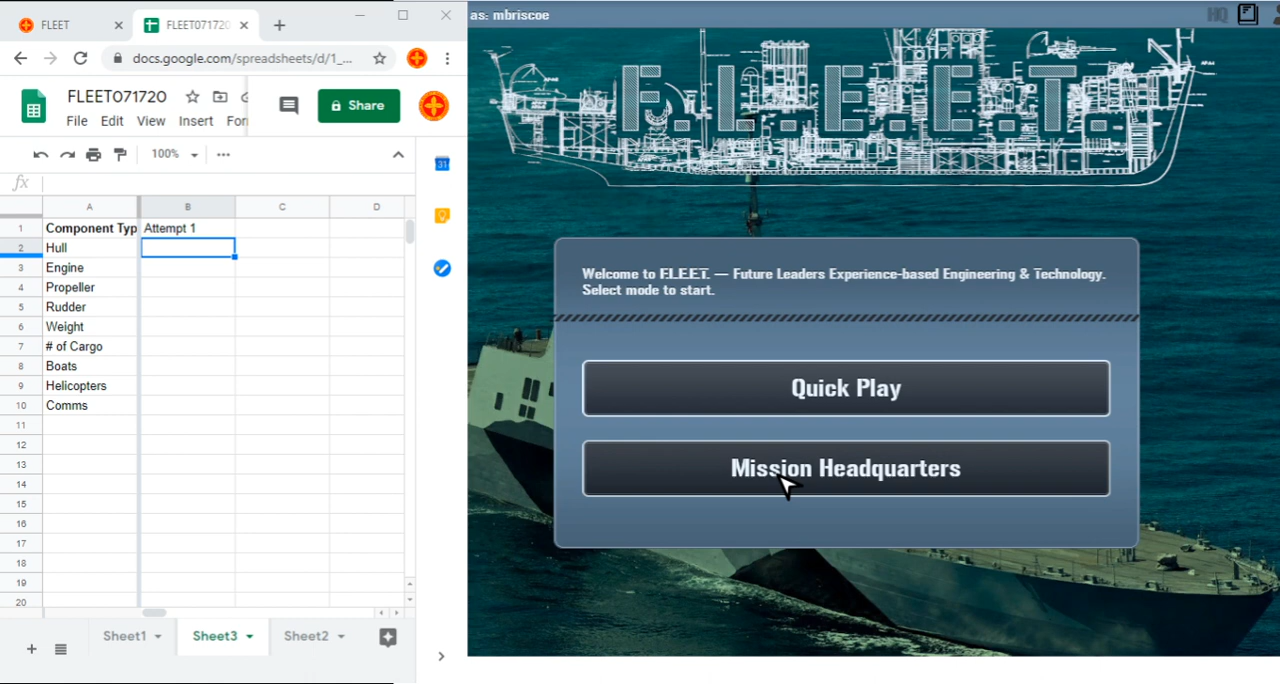 FLEET
FLEET071720
docs.google.com/spreadsheets/d/1_...
FLEET071720
File Edit View Insert For
Share
100%
31
fx
A B C D
1 Component Typ Attempt 1
2 Hull
3 Engine
4 Propeller
5 Rudder
6 Weight
7 # of Cargo
8 Boats
9 Helicopters
10 Comms
11
12
13
14
15
16
17
18
19
20
Sheet1 Sheet3 Sheet2
as: mbriscoe
HQ
F.L.E.E.T.
Welcome to F.L.E.E.T. — Future Leaders Experience-based Engineering & Technology.
Select mode to start.
Quick Play
Mission Headquarters